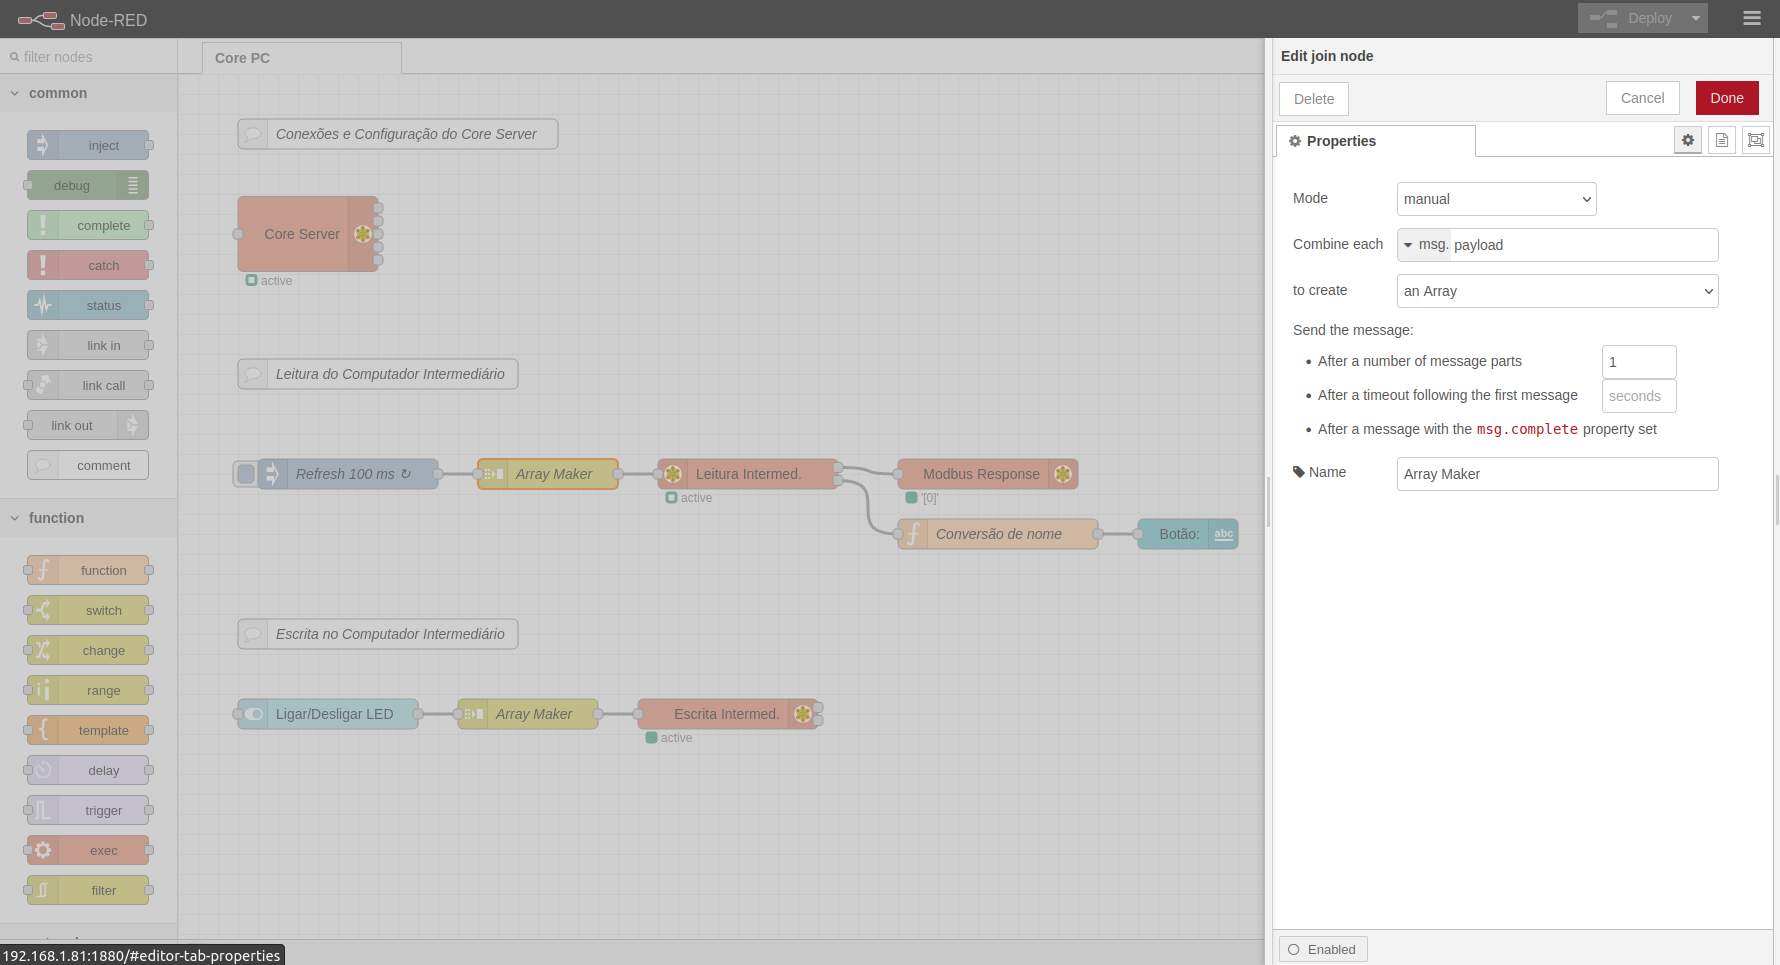 Node-RED
Deploy
filter nodes
Core PC
common
inject
debug
complete
catch
status
link in
link call
link out
comment
function
function
switch
change
range
template
delay
trigger
exec
filter
192.168.1.81:1880/#editor-tab-properties
Conexões e Configuração do Core Server
Core Server
active
Leitura do Computador Intermediário
Refresh 100 ms ↻
Array Maker
Leitura Intermed.
active
Modbus Response
'[0]'
Conversão de nome
Botão:
abc
Escrita no Computador Intermediário
Ligar/Desligar LED
Array Maker
Escrita Intermed.
active
Edit join node
Delete
Cancel
Done
Properties
Mode
manual
Combine each
msg. payload
to create
an Array
Send the message:
• After a number of message parts
1
• After a timeout following the first message
seconds
• After a message with the msg.complete property set
Name
Array Maker
Enabled